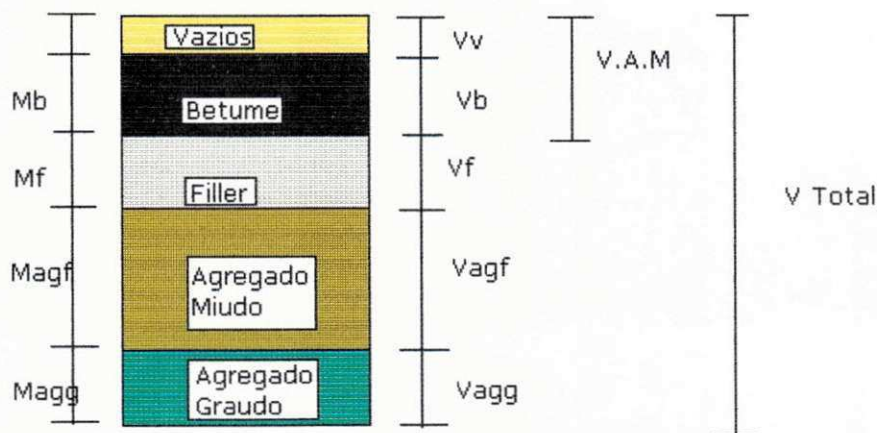 Vazios
Vv
V.A.M
Mb
Betume
Vb
Mf
Filler
Vf
V Total
Magf
Agregado
Miudo
Vagf
Magg
Agregado
Graudo
Vagg